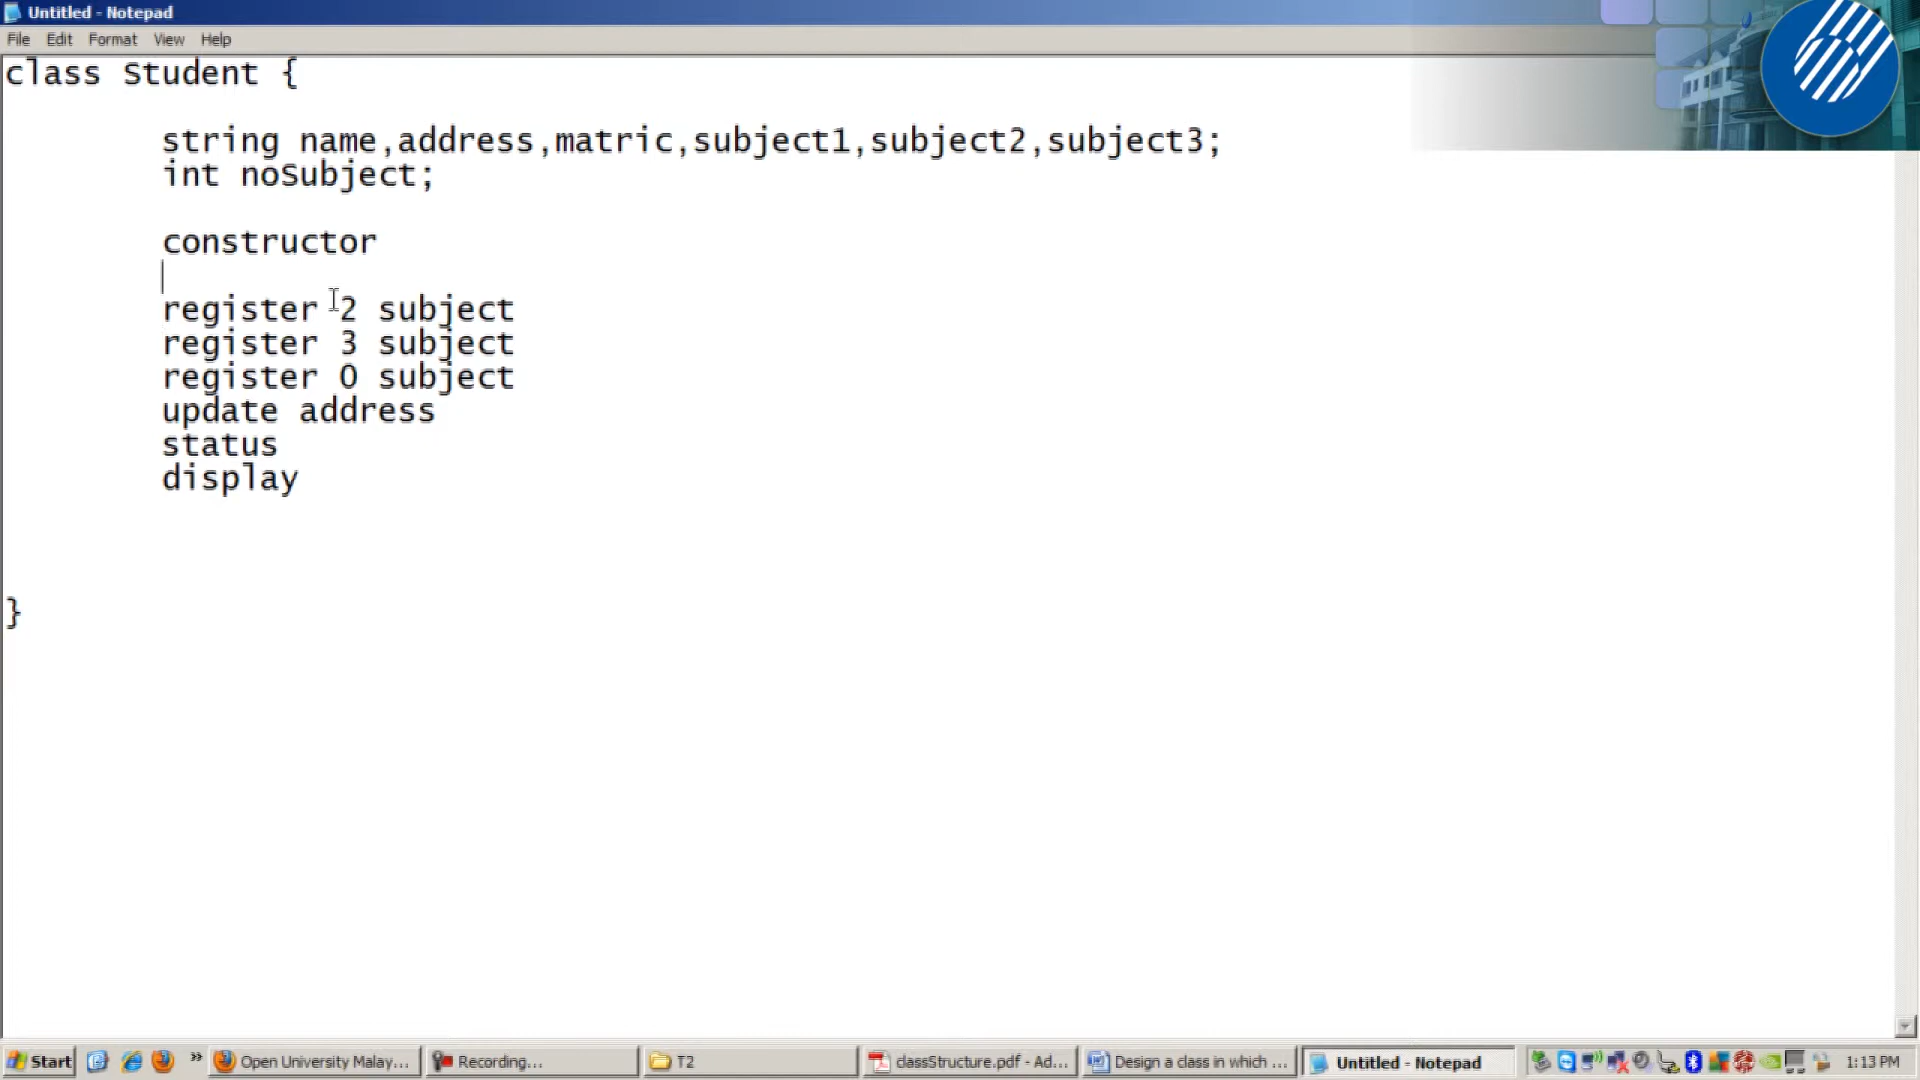 Untitled - Notepad
File Edit Format View Help
class Student {
string name,address,matric,subject1,subject2,subject3;
int noSubject;
constructor
register 2 subject
register 3 subject
register 0 subject
update address
status
display
}
Start » Open University Malay... Recording... T2 classStructure.pdf - Ad... Design a class in which ... Untitled - Notepad 1:13 PM